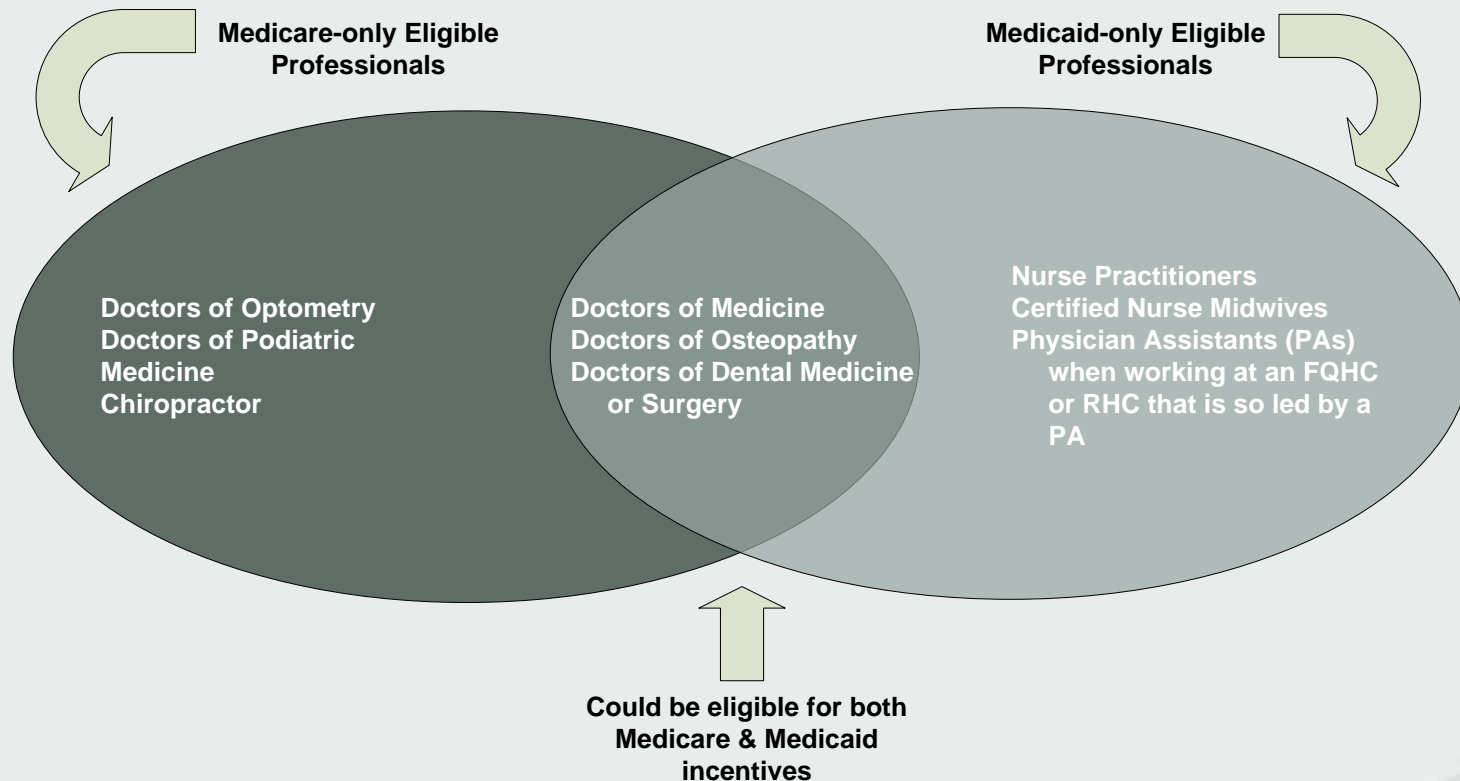 Medicare-only Eligible
Professionals
Medicaid-only Eligible
Professionals
Doctors of Optometry
Doctors of Podiatric
Medicine
Chiropractor
Doctors of Medicine
Doctors of Osteopathy
Doctors of Dental Medicine
or Surgery
Nurse Practitioners
Certified Nurse Midwives
Physician Assistants (PAs)
when working at an FQHC
or RHC that is so led by a
PA
Could be eligible for both
Medicare & Medicaid
incentives